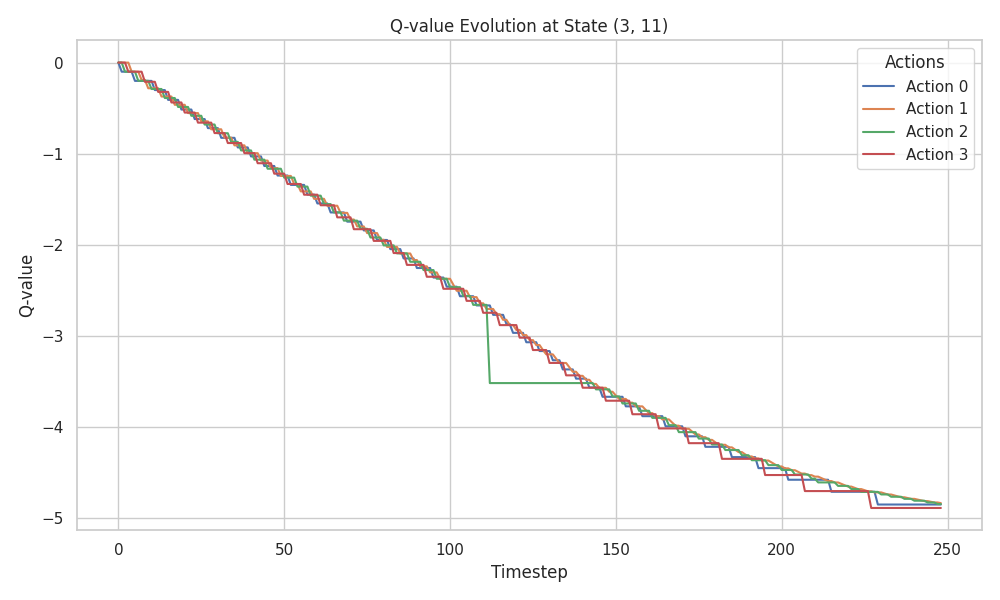 Q-value Evolution at State (3, 11)
Actions
Action 0
Action 1
Action 2
Action 3
Q-value
0
−1
−2
−3
−4
−5
0
50
100
150
200
250
Timestep